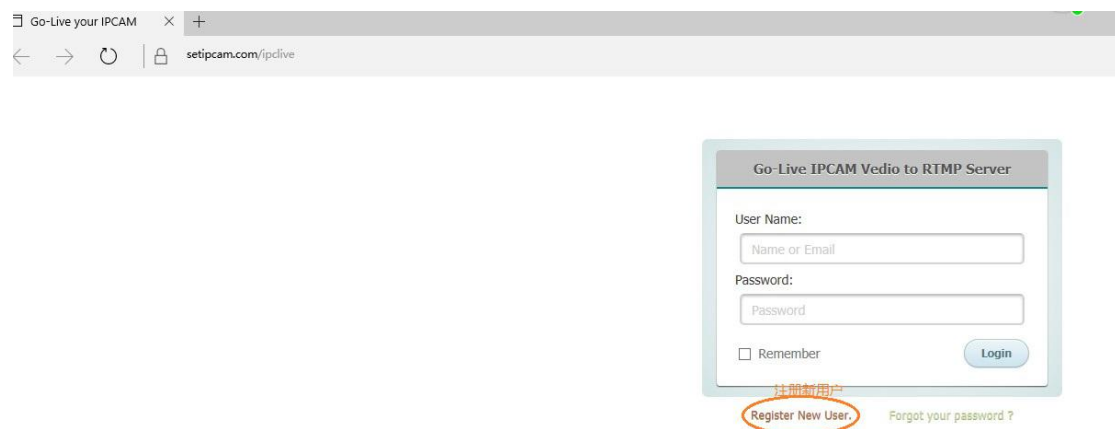 Go-Live your IPCAM
setipcam.com/ipclive
Go-Live IPCAM Vedio to RTMP Server
User Name:
Name or Email
Password:
Password
Remember
Login
注册新用户
Register New User.
Forgot your password ?